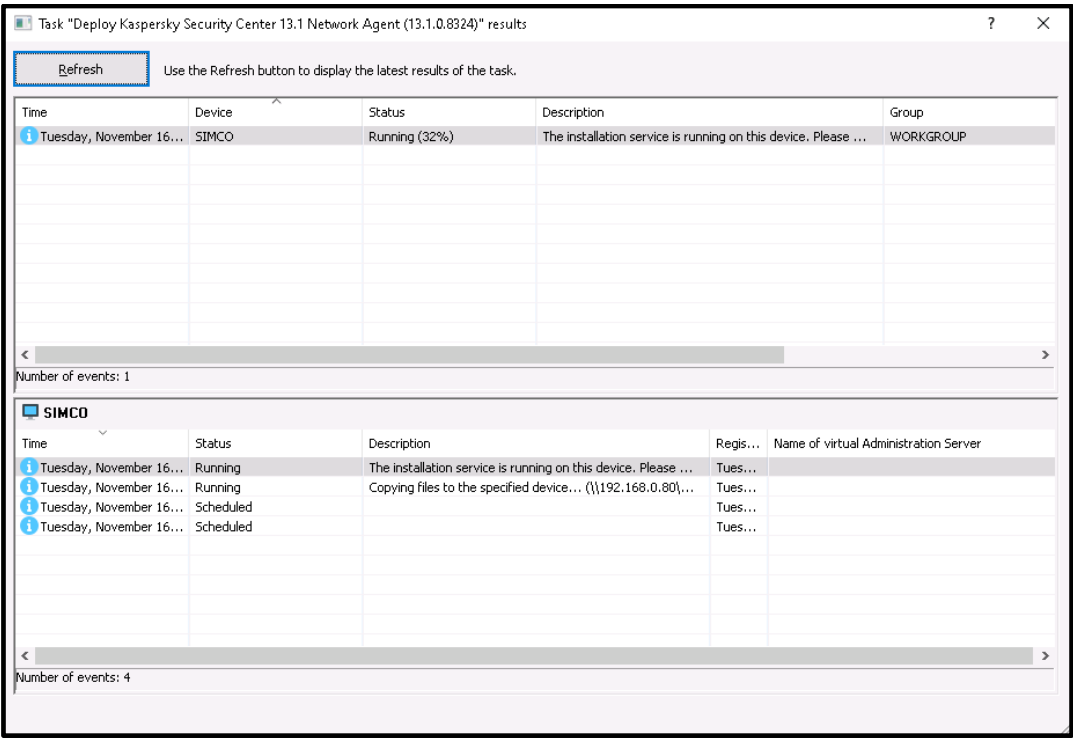 Task "Deploy Kaspersky Security Center 13.1 Network Agent (13.1.0.8324)" results ?
Refresh Use the Refresh button to display the latest results of the task.
Time Device Status Description Group
Tuesday, November 16... SIMCO Running (32%) The installation service is running on this device. Please ... WORKGROUP
Number of events: 1
SIMCO
Time Status Description Regis... Name of virtual Administration Server
Tuesday, November 16... Running The installation service is running on this device. Please ... Tues...
Tuesday, November 16... Running Copying files to the specified device... (\\192.168.0.80\... Tues...
Tuesday, November 16... Scheduled Tues...
Tuesday, November 16... Scheduled Tues...
Number of events: 4